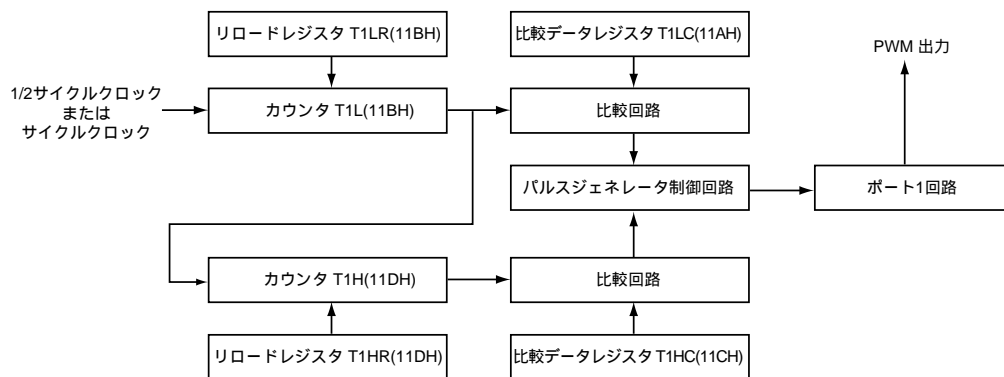 リロードレジスタ T1LR(11BH)
比較データレジスタ T1LC(11AH)
PWM 出力
1/2サイクルクロック
または
サイクルクロック
カウンタ T1L(11BH)
比較回路
パルスジェネレータ制御回路
ポート1回路
カウンタ T1H(11DH)
比較回路
リロードレジスタ T1HR(11DH)
比較データレジスタ T1HC(11CH)